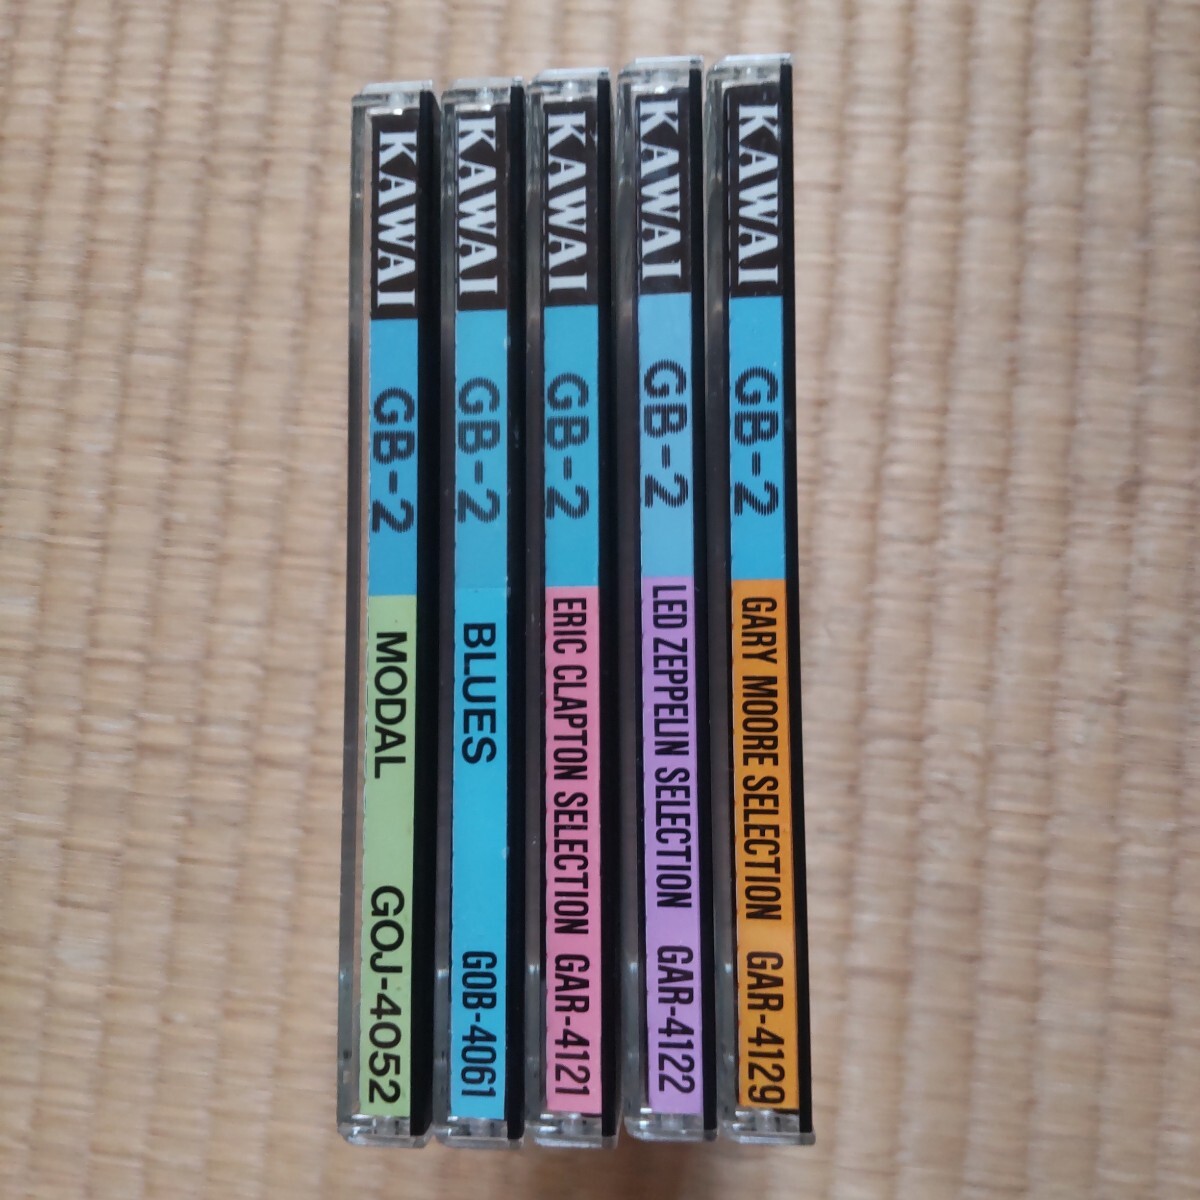 KAWAI GB-2 MODAL GOJ-4052
KAWAI GB-2 BLUES GOB-4061
KAWAI GB-2 ERIC CLAPTON SELECTION GAR-4121
KAWAI GB-2 LED ZEPPELIN SELECTION GAR-4122
KAWAI GB-2 GARY MOORE SELECTION GAR-4129